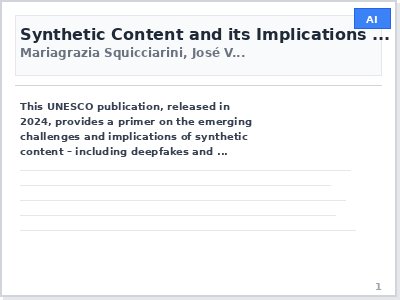 AI
Synthetic Content and its Implications ...
Mariagrazia Squicciarini, José V...
This UNESCO publication, released in
2024, provides a primer on the emerging
challenges and implications of synthetic
content – including deepfakes and ...
1